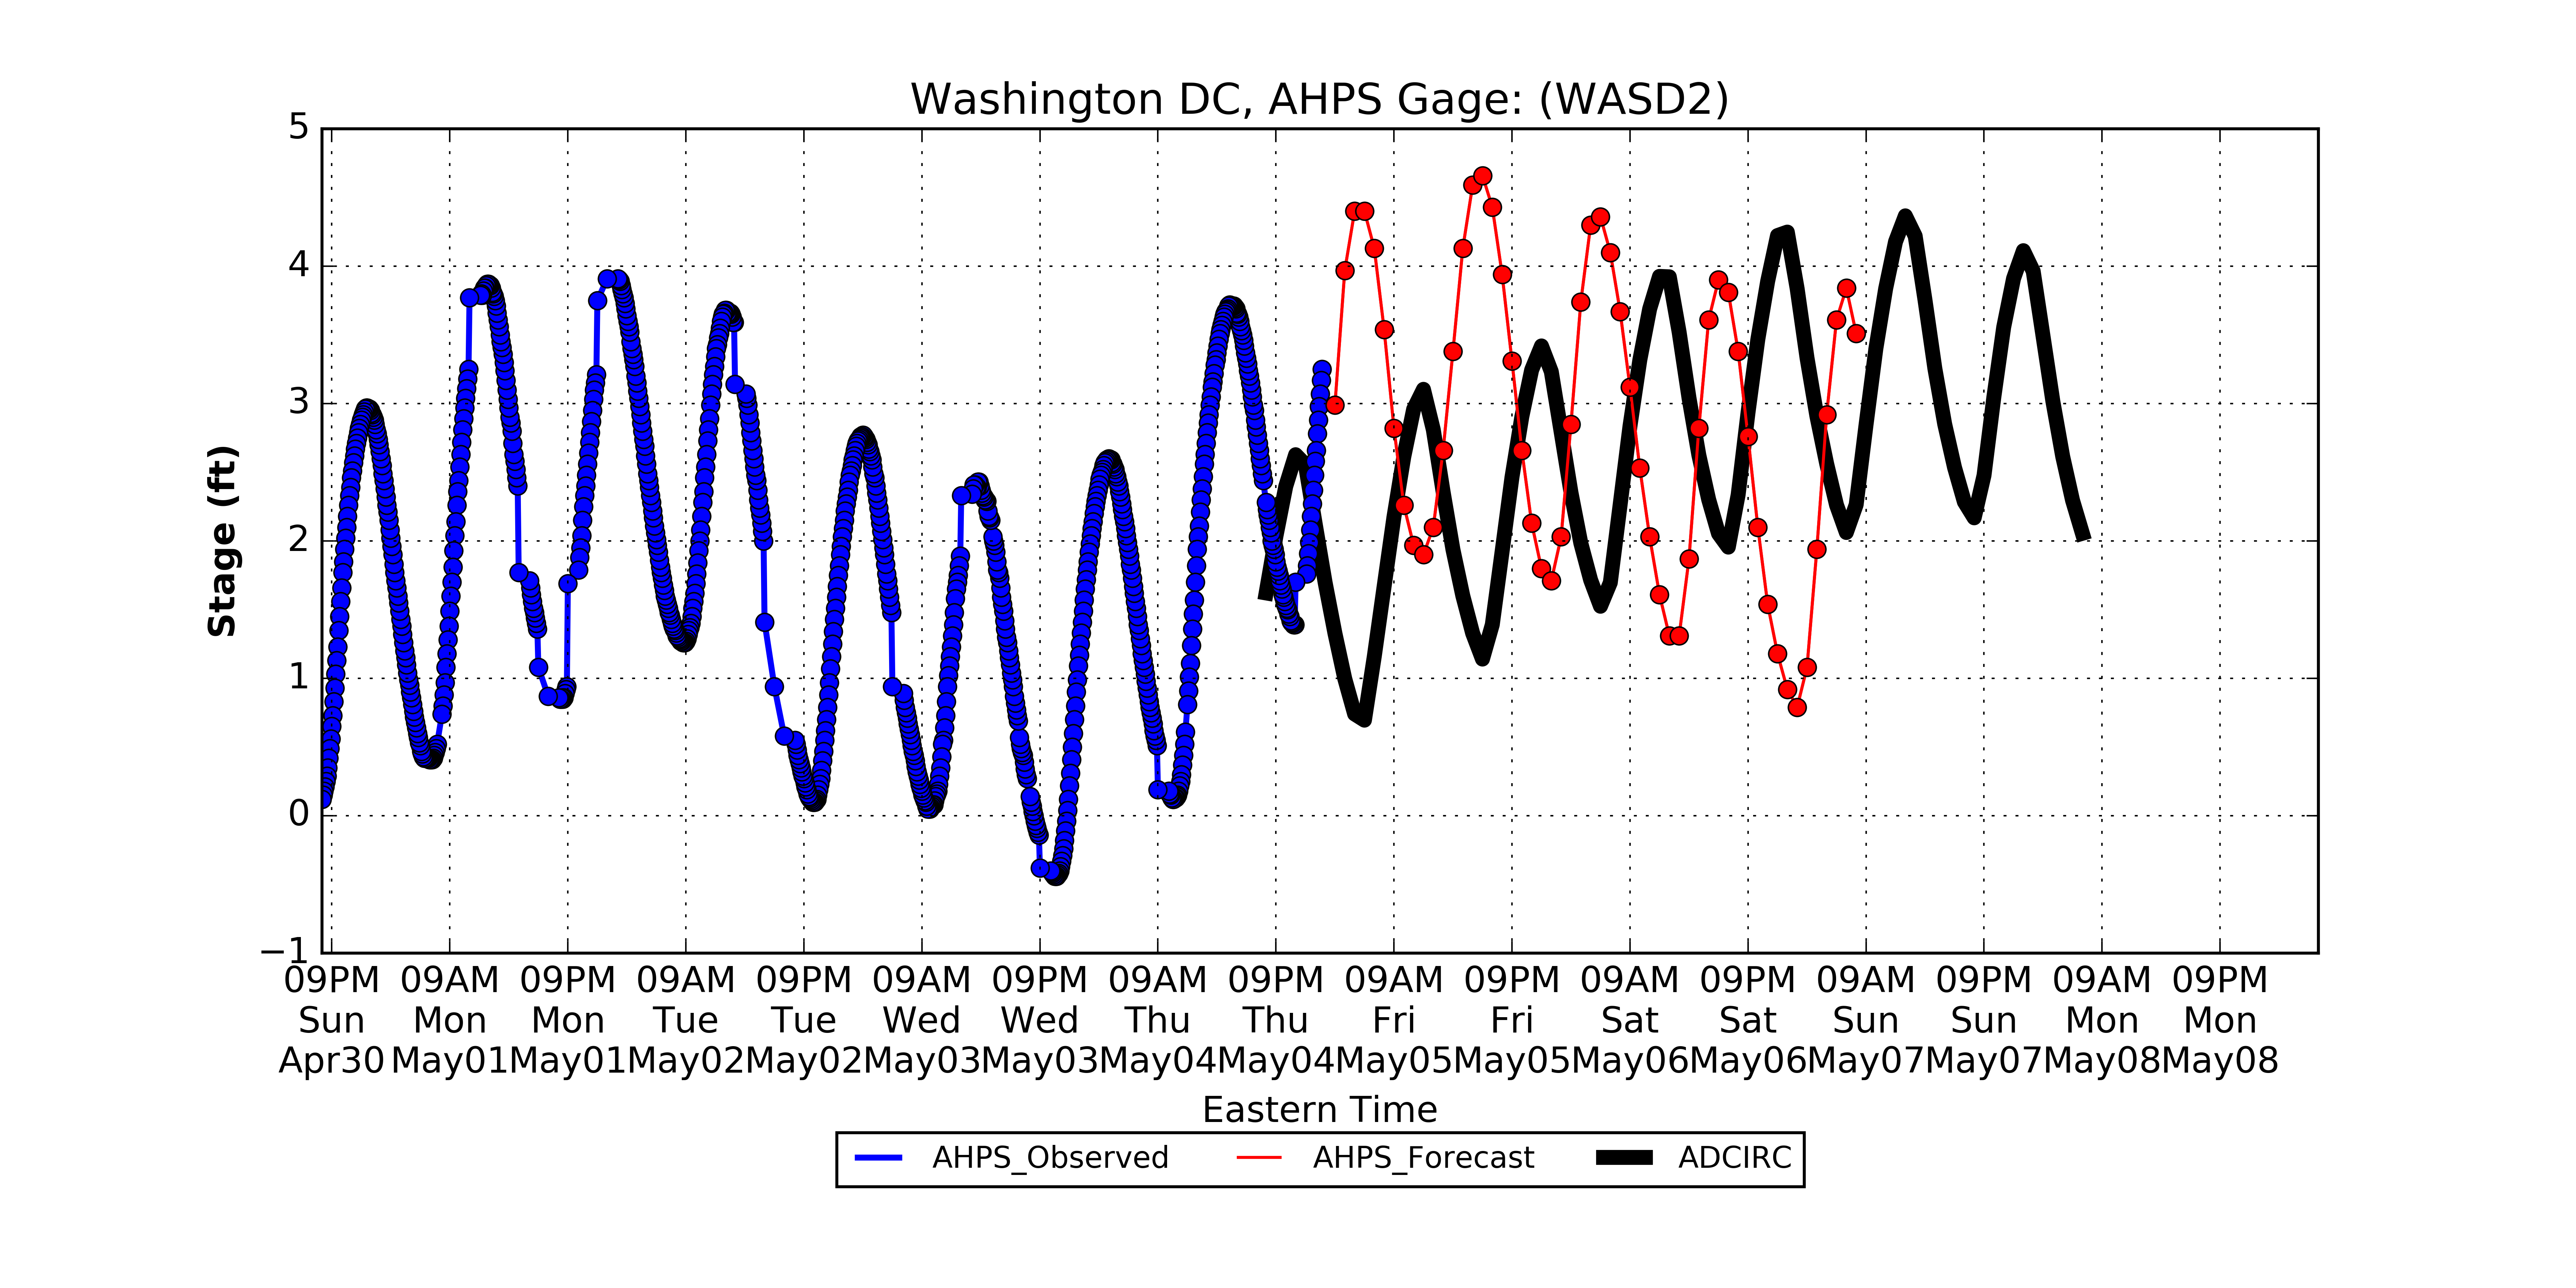 Washington DC, AHPS Gage: (WASD2)
5
4
3
2
1
0
−1
Stage (ft)
09PM 09AM 09PM 09AM 09PM 09AM 09PM 09AM 09PM 09AM 09PM 09AM 09PM 09AM 09PM 09AM 09PM
Sun Mon Mon Tue Tue Wed Wed Thu Thu Fri Fri Sat Sat Sun Sun Mon Mon
Apr30 May01 May01 May02 May02 May03 May03 May04 May04 May05 May05 May06 May06 May07 May07 May08 May08
Eastern Time
AHPS_Observed AHPS_Forecast ADCIRC